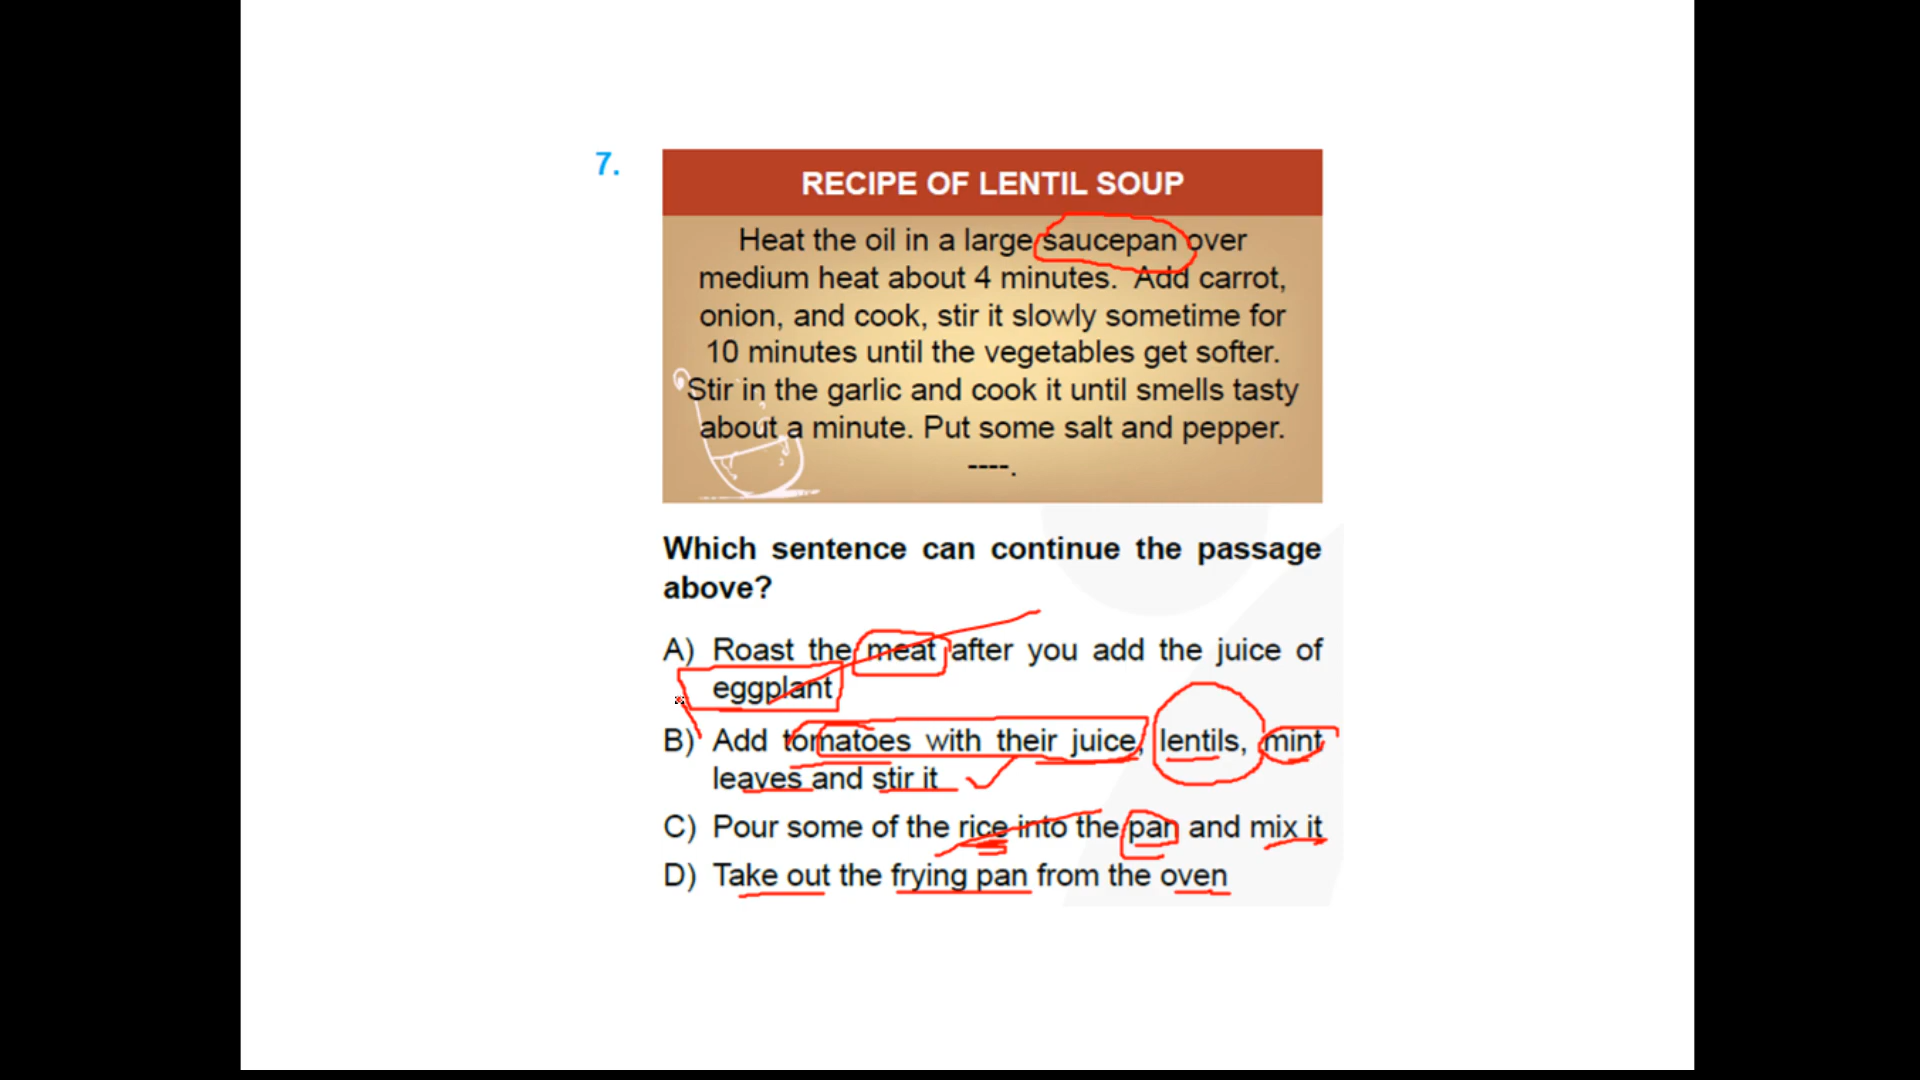 7.
RECIPE OF LENTIL SOUP
Heat the oil in a large saucepan over
medium heat about 4 minutes. Add carrot,
onion, and cook, stir it slowly sometime for
10 minutes until the vegetables get softer.
Stir in the garlic and cook it until smells tasty
about a minute. Put some salt and pepper.
----.
Which sentence can continue the passage
above?
A) Roast the meat after you add the juice of
eggplant
B) Add tomatoes with their juice, lentils, mint
leaves and stir it
C) Pour some of the rice into the pan and mix it
D) Take out the frying pan from the oven